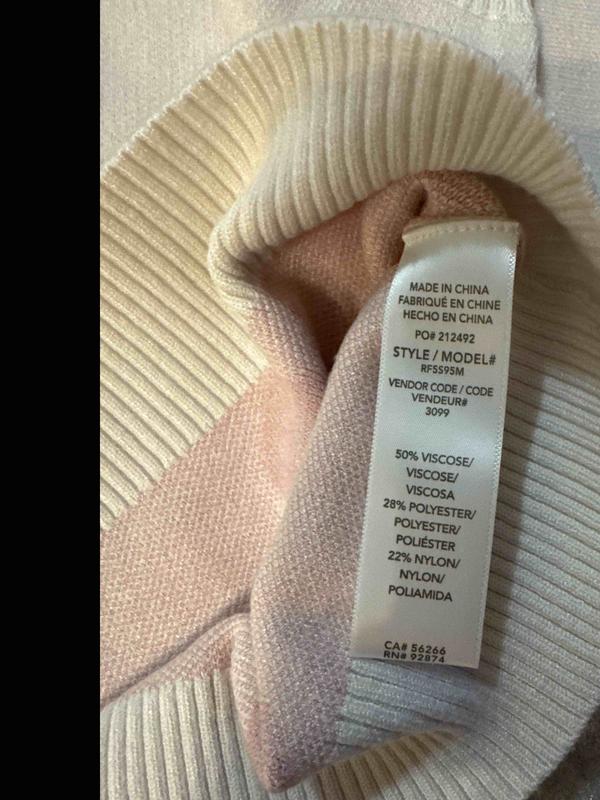 MADE IN CHINA
FABRIQUÉ EN CHINE
HECHO EN CHINA
PO# 212492
STYLE / MODEL#
RF5S95M
VENDOR CODE / CODE
VENDEUR#
3099
50% VISCOSE/
VISCOSE/
VISCOSA
28% POLYESTER/
POLYESTER/
POLIÉSTER
22% NYLON/
NYLON/
POLIAMIDA
CA# 56266
RN# 92874